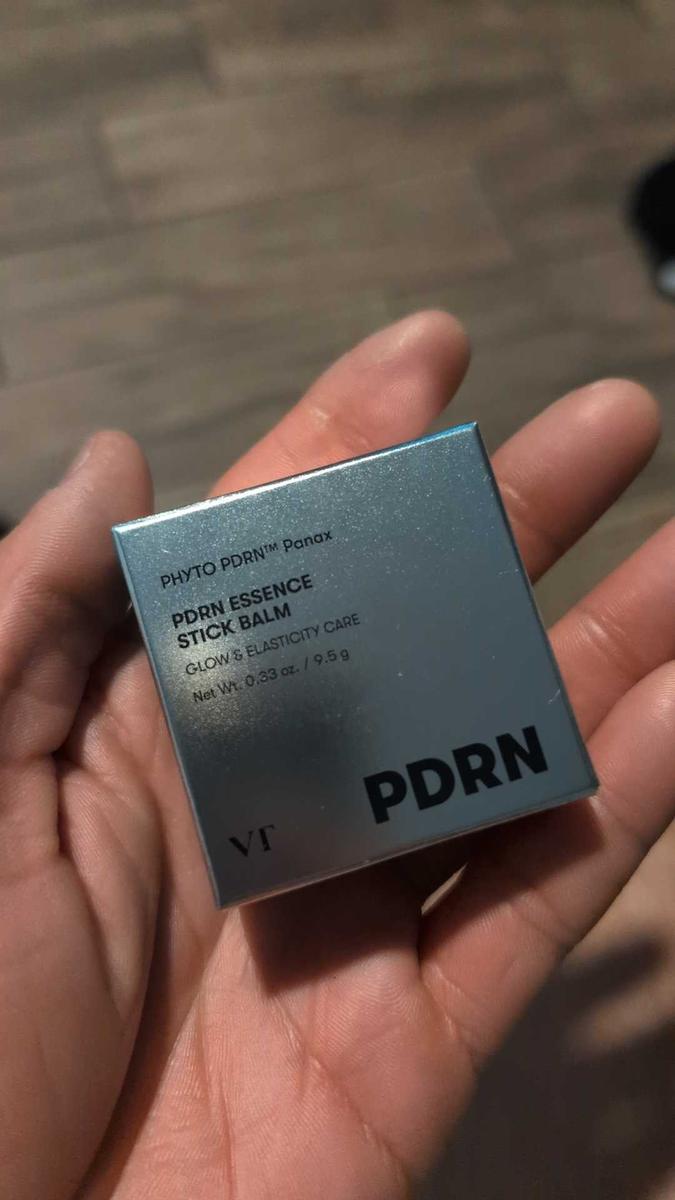 PHYTO PDRN™ Panax
PDRN ESSENCE
STICK BALM
GLOW & ELASTICITY CARE
Net Wt. 0.33 oz. / 9.5 g
PDRN
VT